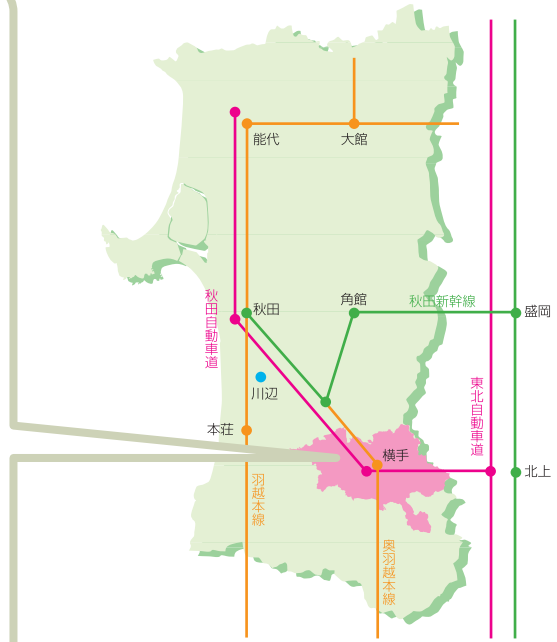 能代
大館
秋田自動車道
秋田
角館
秋田新幹線
盛岡
川辺
東北自動車道
本荘
横手
北上
羽越本線
奥羽越本線